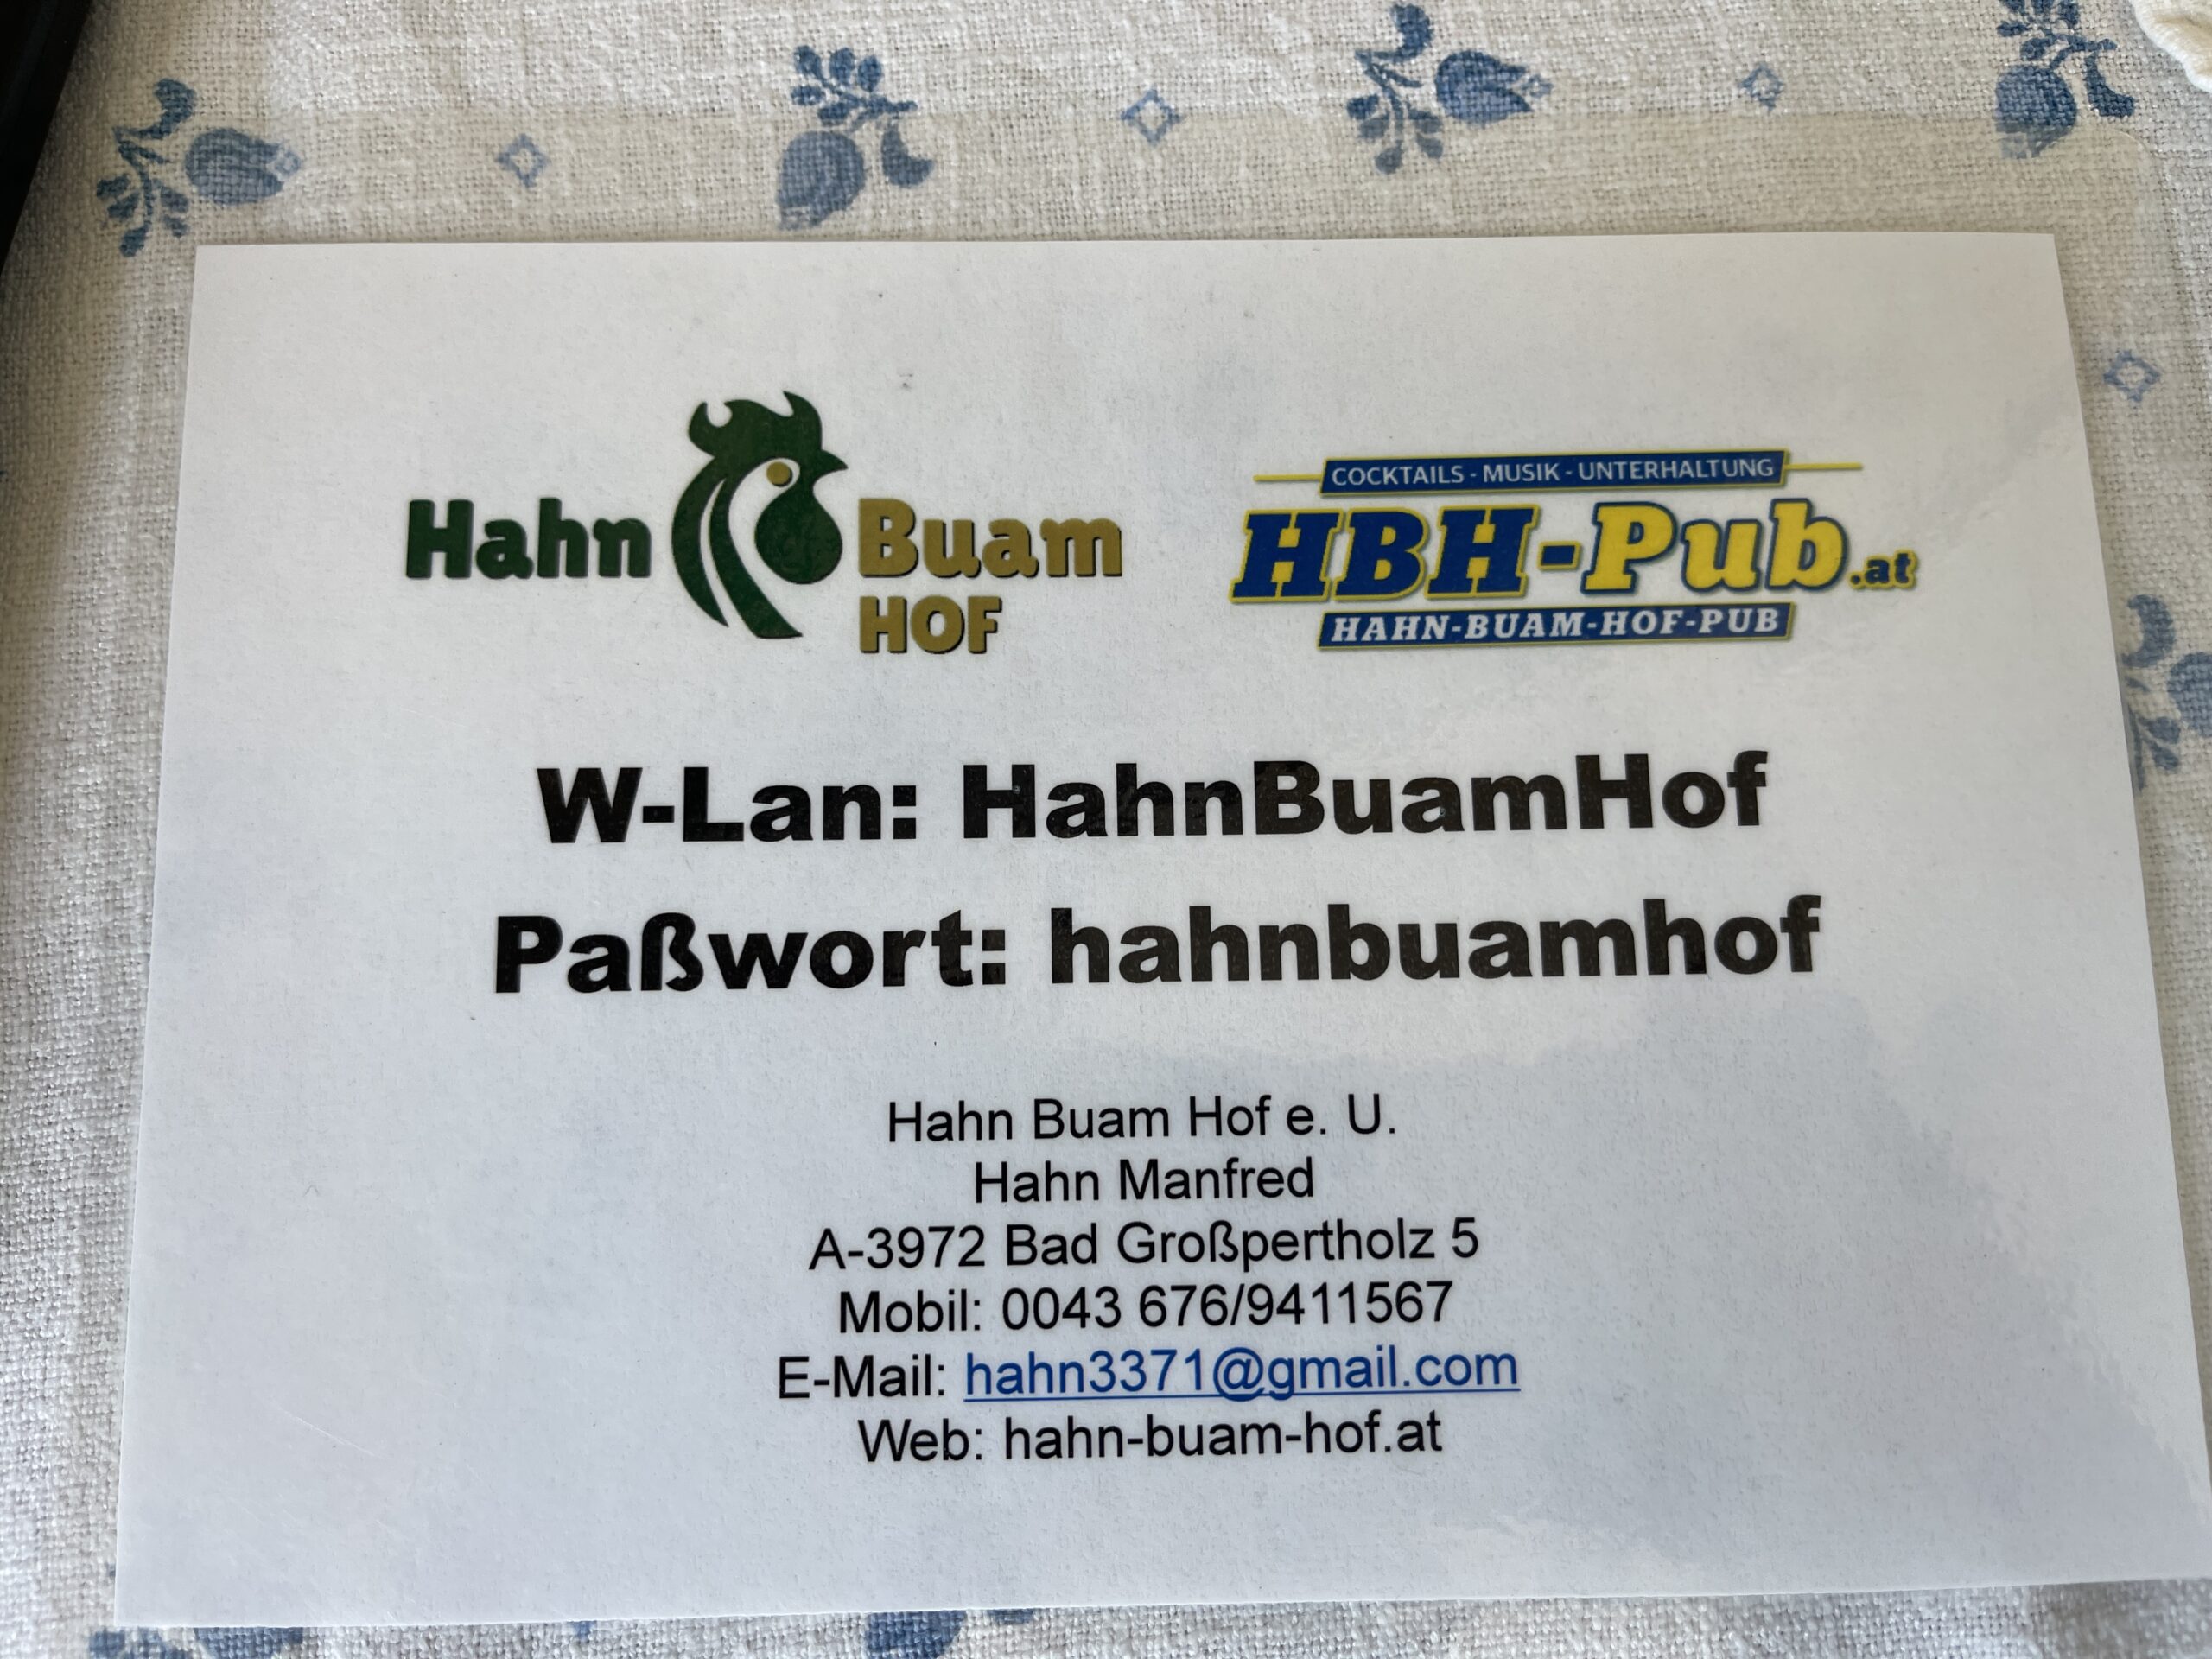 Hahn Buam
HOF
COCKTAILS - MUSIK - UNTERHALTUNG
HBH-Pub.at
HAHN-BUAM-HOF-PUB
W-Lan: HahnBuamHof
Paßwort: hahnbuamhof
Hahn Buam Hof e. U.
Hahn Manfred
A-3972 Bad Großpertholz 5
Mobil: 0043 676/9411567
E-Mail: hahn3371@gmail.com
Web: hahn-buam-hof.at